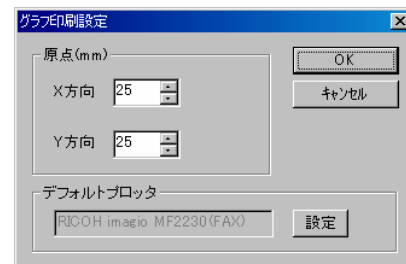 グラフ印刷設定
原点(mm)
OK
X方向 25
キャンセル
Y方向 25
デフォルトプロッタ
RICOH imagio MF2230(FAX) 設定